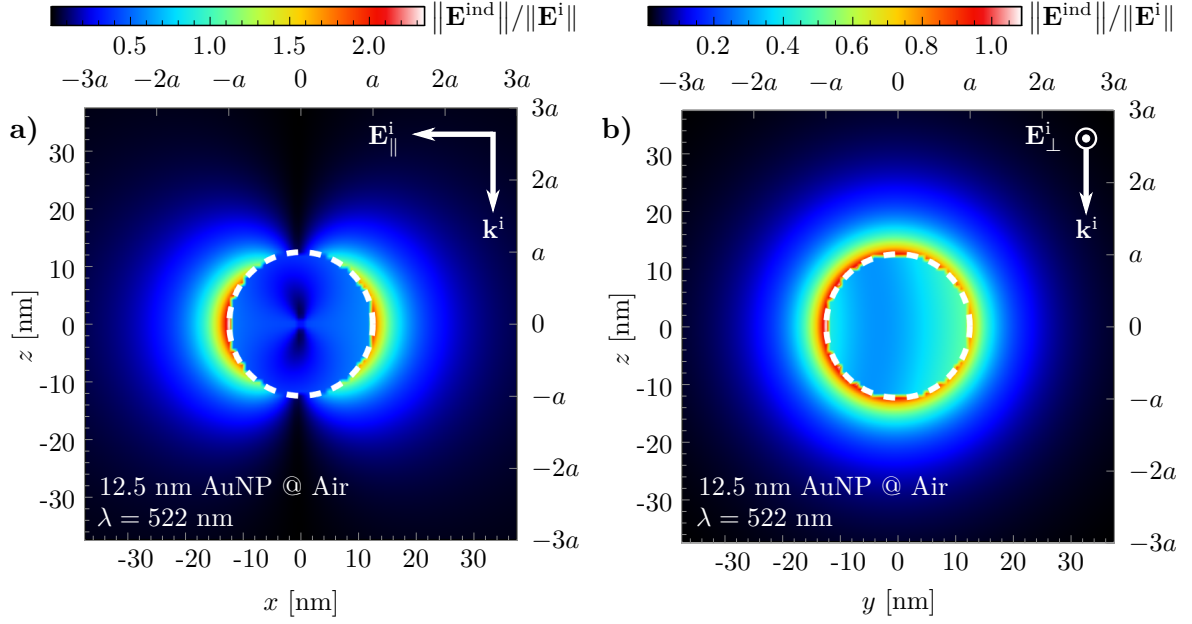 ‖E^ind‖/‖E^i‖
0.5 1.0 1.5 2.0
−3a −2a −a 0 a 2a 3a
a)
E^i_∥
k^i
3a
2a
a
0
−a
−2a
−3a
30
20
10
0
-10
-20
-30
z [nm]
12.5 nm AuNP @ Air
λ = 522 nm
-30 -20 -10 0 10 20 30
x [nm]
‖E^ind‖/‖E^i‖
0.2 0.4 0.6 0.8 1.0
−3a −2a −a 0 a 2a 3a
b)
E^i_⊥
k^i
3a
2a
a
0
−a
−2a
−3a
30
20
10
0
-10
-20
-30
z [nm]
12.5 nm AuNP @ Air
λ = 522 nm
-30 -20 -10 0 10 20 30
y [nm]